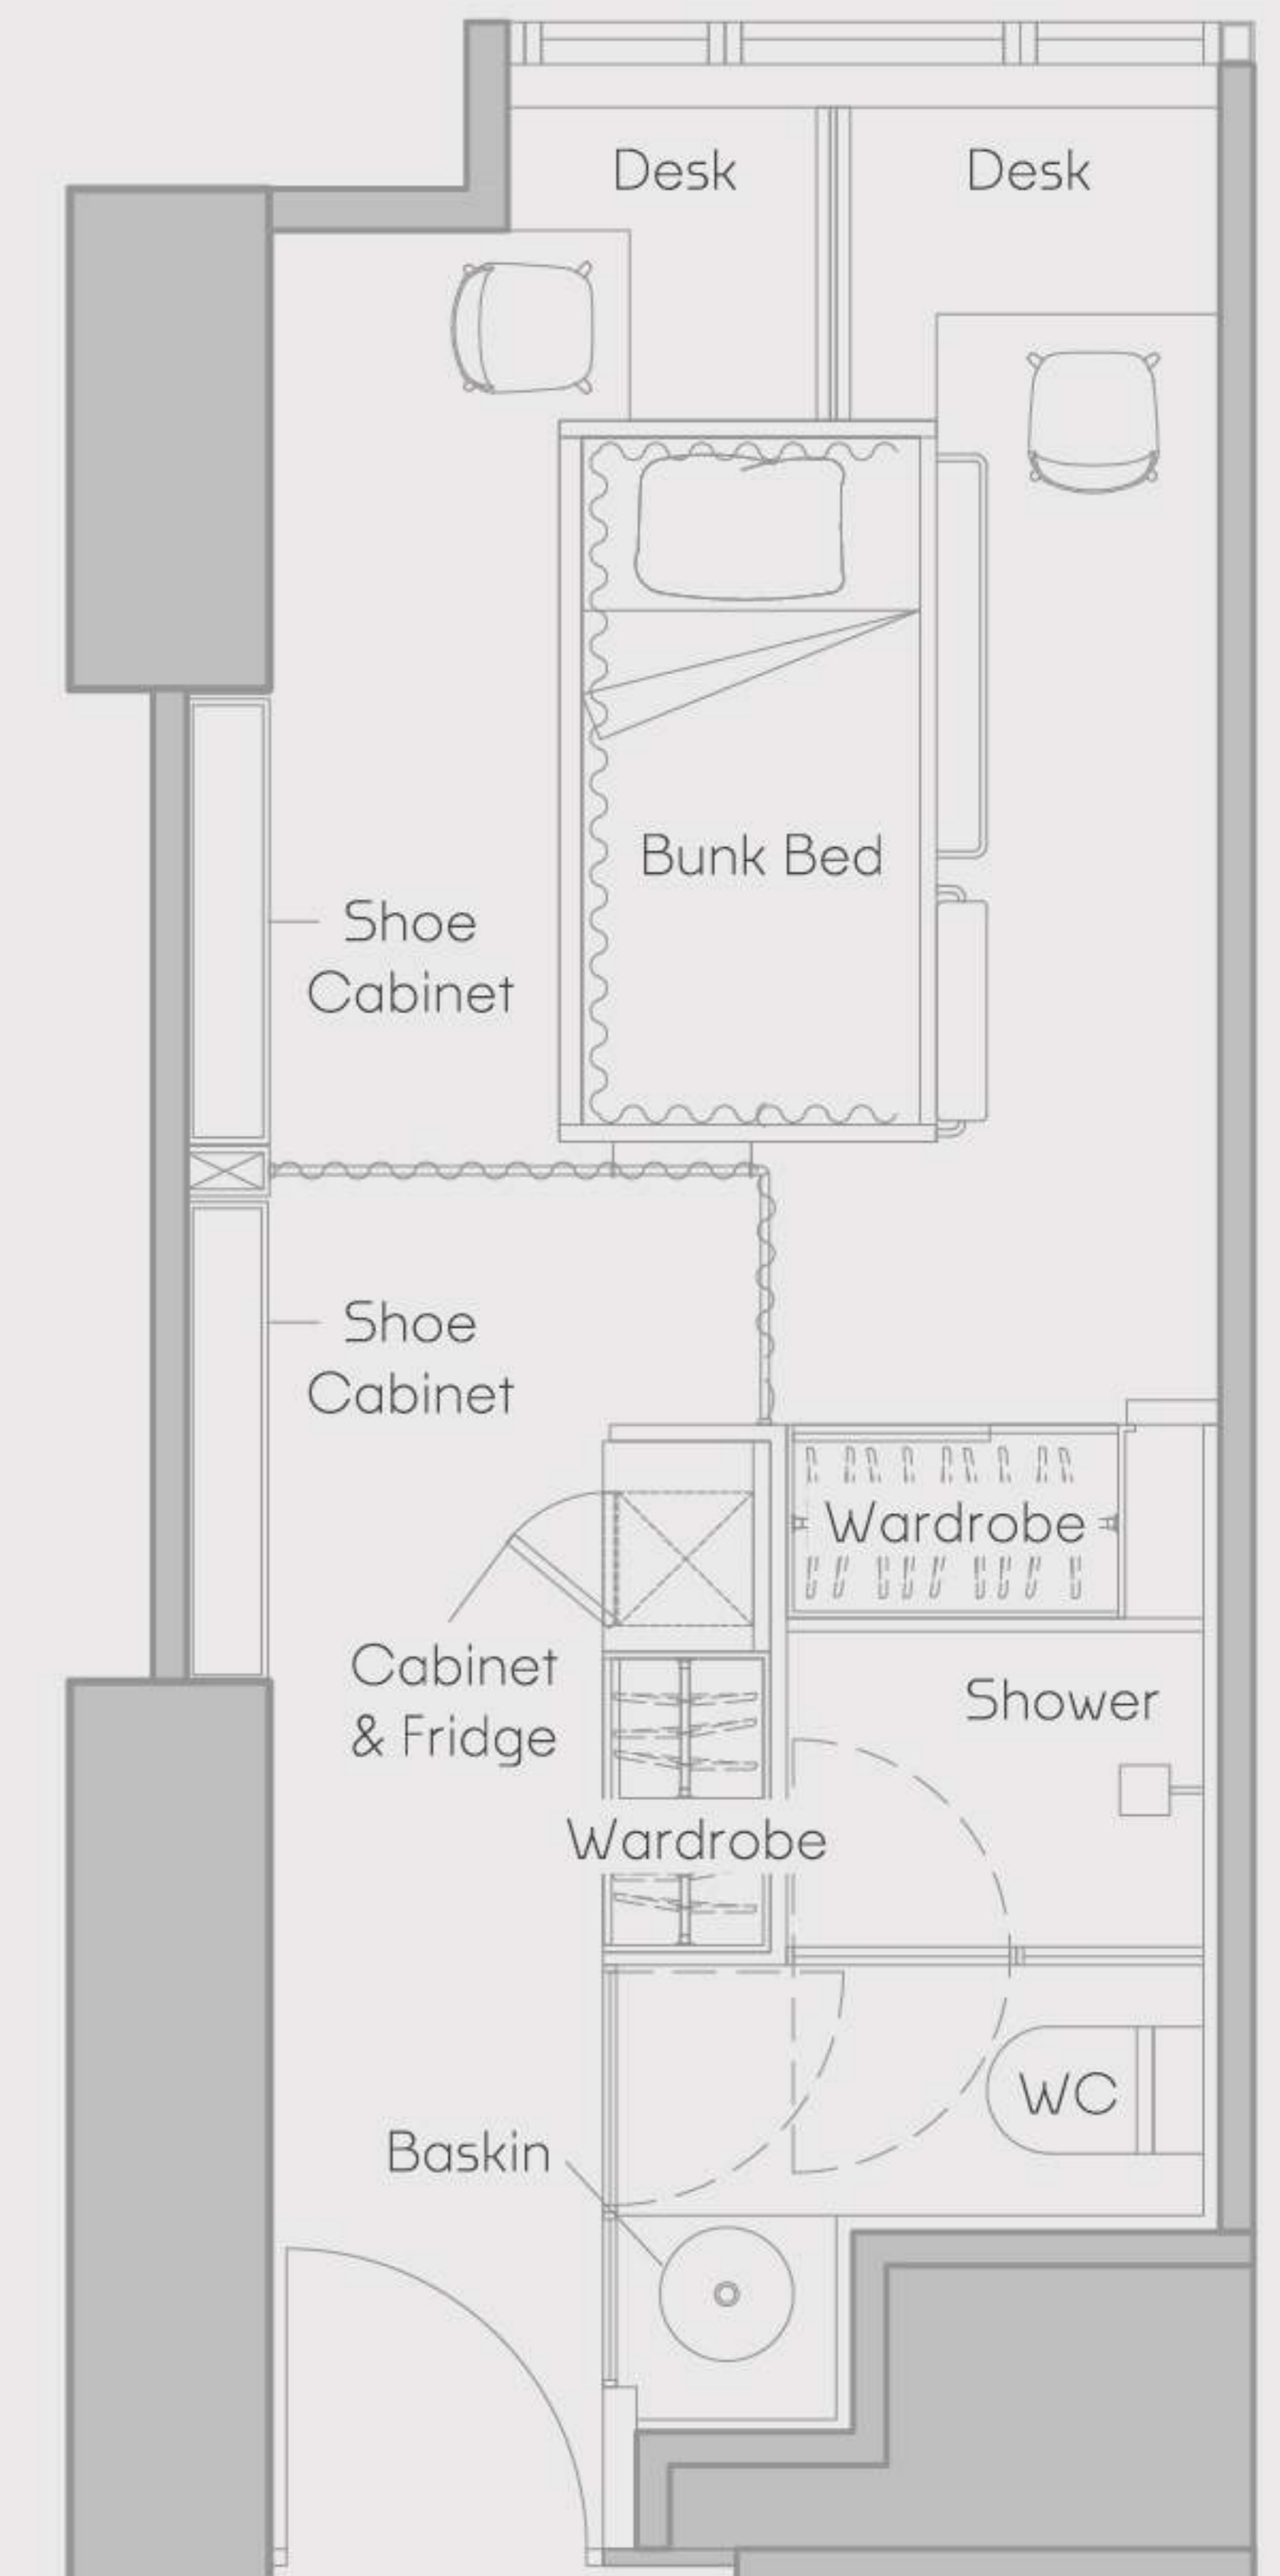 Desk
Desk
Bunk Bed
Shoe
Cabinet
Shoe
Cabinet
Wardrobe
Cabinet
& Fridge
Shower
Wardrobe
WC
Baskin